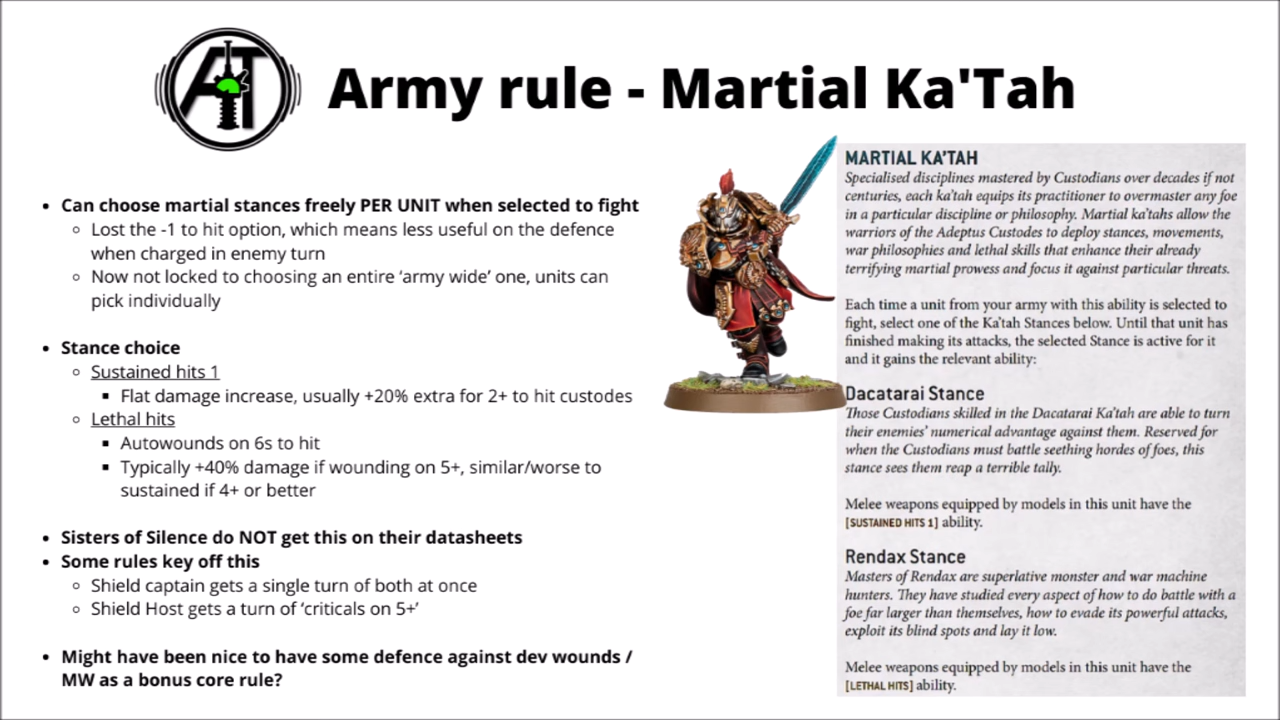 AT
Army rule - Martial Ka'Tah
• Can choose martial stances freely PER UNIT when selected to fight
◦ Lost the -1 to hit option, which means less useful on the defence
when charged in enemy turn
◦ Now not locked to choosing an entire ‘army wide’ one, units can
pick individually
• Stance choice
◦ Sustained hits 1
▪ Flat damage increase, usually +20% extra for 2+ to hit custodes
◦ Lethal hits
▪ Autowounds on 6s to hit
▪ Typically +40% damage if wounding on 5+, similar/worse to
sustained if 4+ or better
• Sisters of Silence do NOT get this on their datasheets
• Some rules key off this
◦ Shield captain gets a single turn of both at once
◦ Shield Host gets a turn of ‘criticals on 5+’
• Might have been nice to have some defence against dev wounds /
MW as a bonus core rule?
MARTIAL KA’TAH
Specialised disciplines mastered by Custodians over decades if not
centuries, each ka’tah equips its practitioner to overmaster any foe
in a particular discipline or philosophy. Martial ka’tahs allow the
warriors of the Adeptus Custodes to deploy stances, movements,
war philosophies and lethal skills that enhance their already
terrifying martial prowess and focus it against particular threats.
Each time a unit from your army with this ability is selected to
fight, select one of the Ka’tah Stances below. Until that unit has
finished making its attacks, the selected Stance is active for it
and it gains the relevant ability:
Dacatarai Stance
Those Custodians skilled in the Dacatarai Ka’tah are able to turn
their enemies’ numerical advantage against them. Reserved for
when the Custodians must battle seething hordes of foes, this
stance sees them reap a terrible tally.
Melee weapons equipped by models in this unit have the
[SUSTAINED HITS 1] ability.
Rendax Stance
Masters of Rendax are superlative monster and war machine
hunters. They have studied every aspect of how to do battle with a
foe far larger than themselves, how to evade its powerful attacks,
exploit its blind spots and lay it low.
Melee weapons equipped by models in this unit have the
[LETHAL HITS] ability.